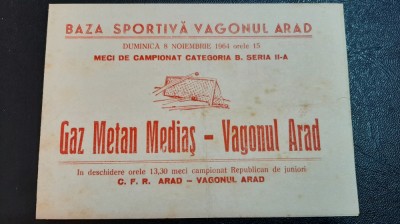 BAZA SPORTIVĂ VAGONUL ARAD
DUMINICĂ 8 NOIEMBRIE 1964 orele 15
MECI DE CAMPIONAT CATEGORIA B. SERIA II-A
Gaz Metan Mediaș – Vagonul Arad
In deschidere orele 13,30 meci campionat Republican de juniori
C. F. R. ARAD – VAGONUL ARAD